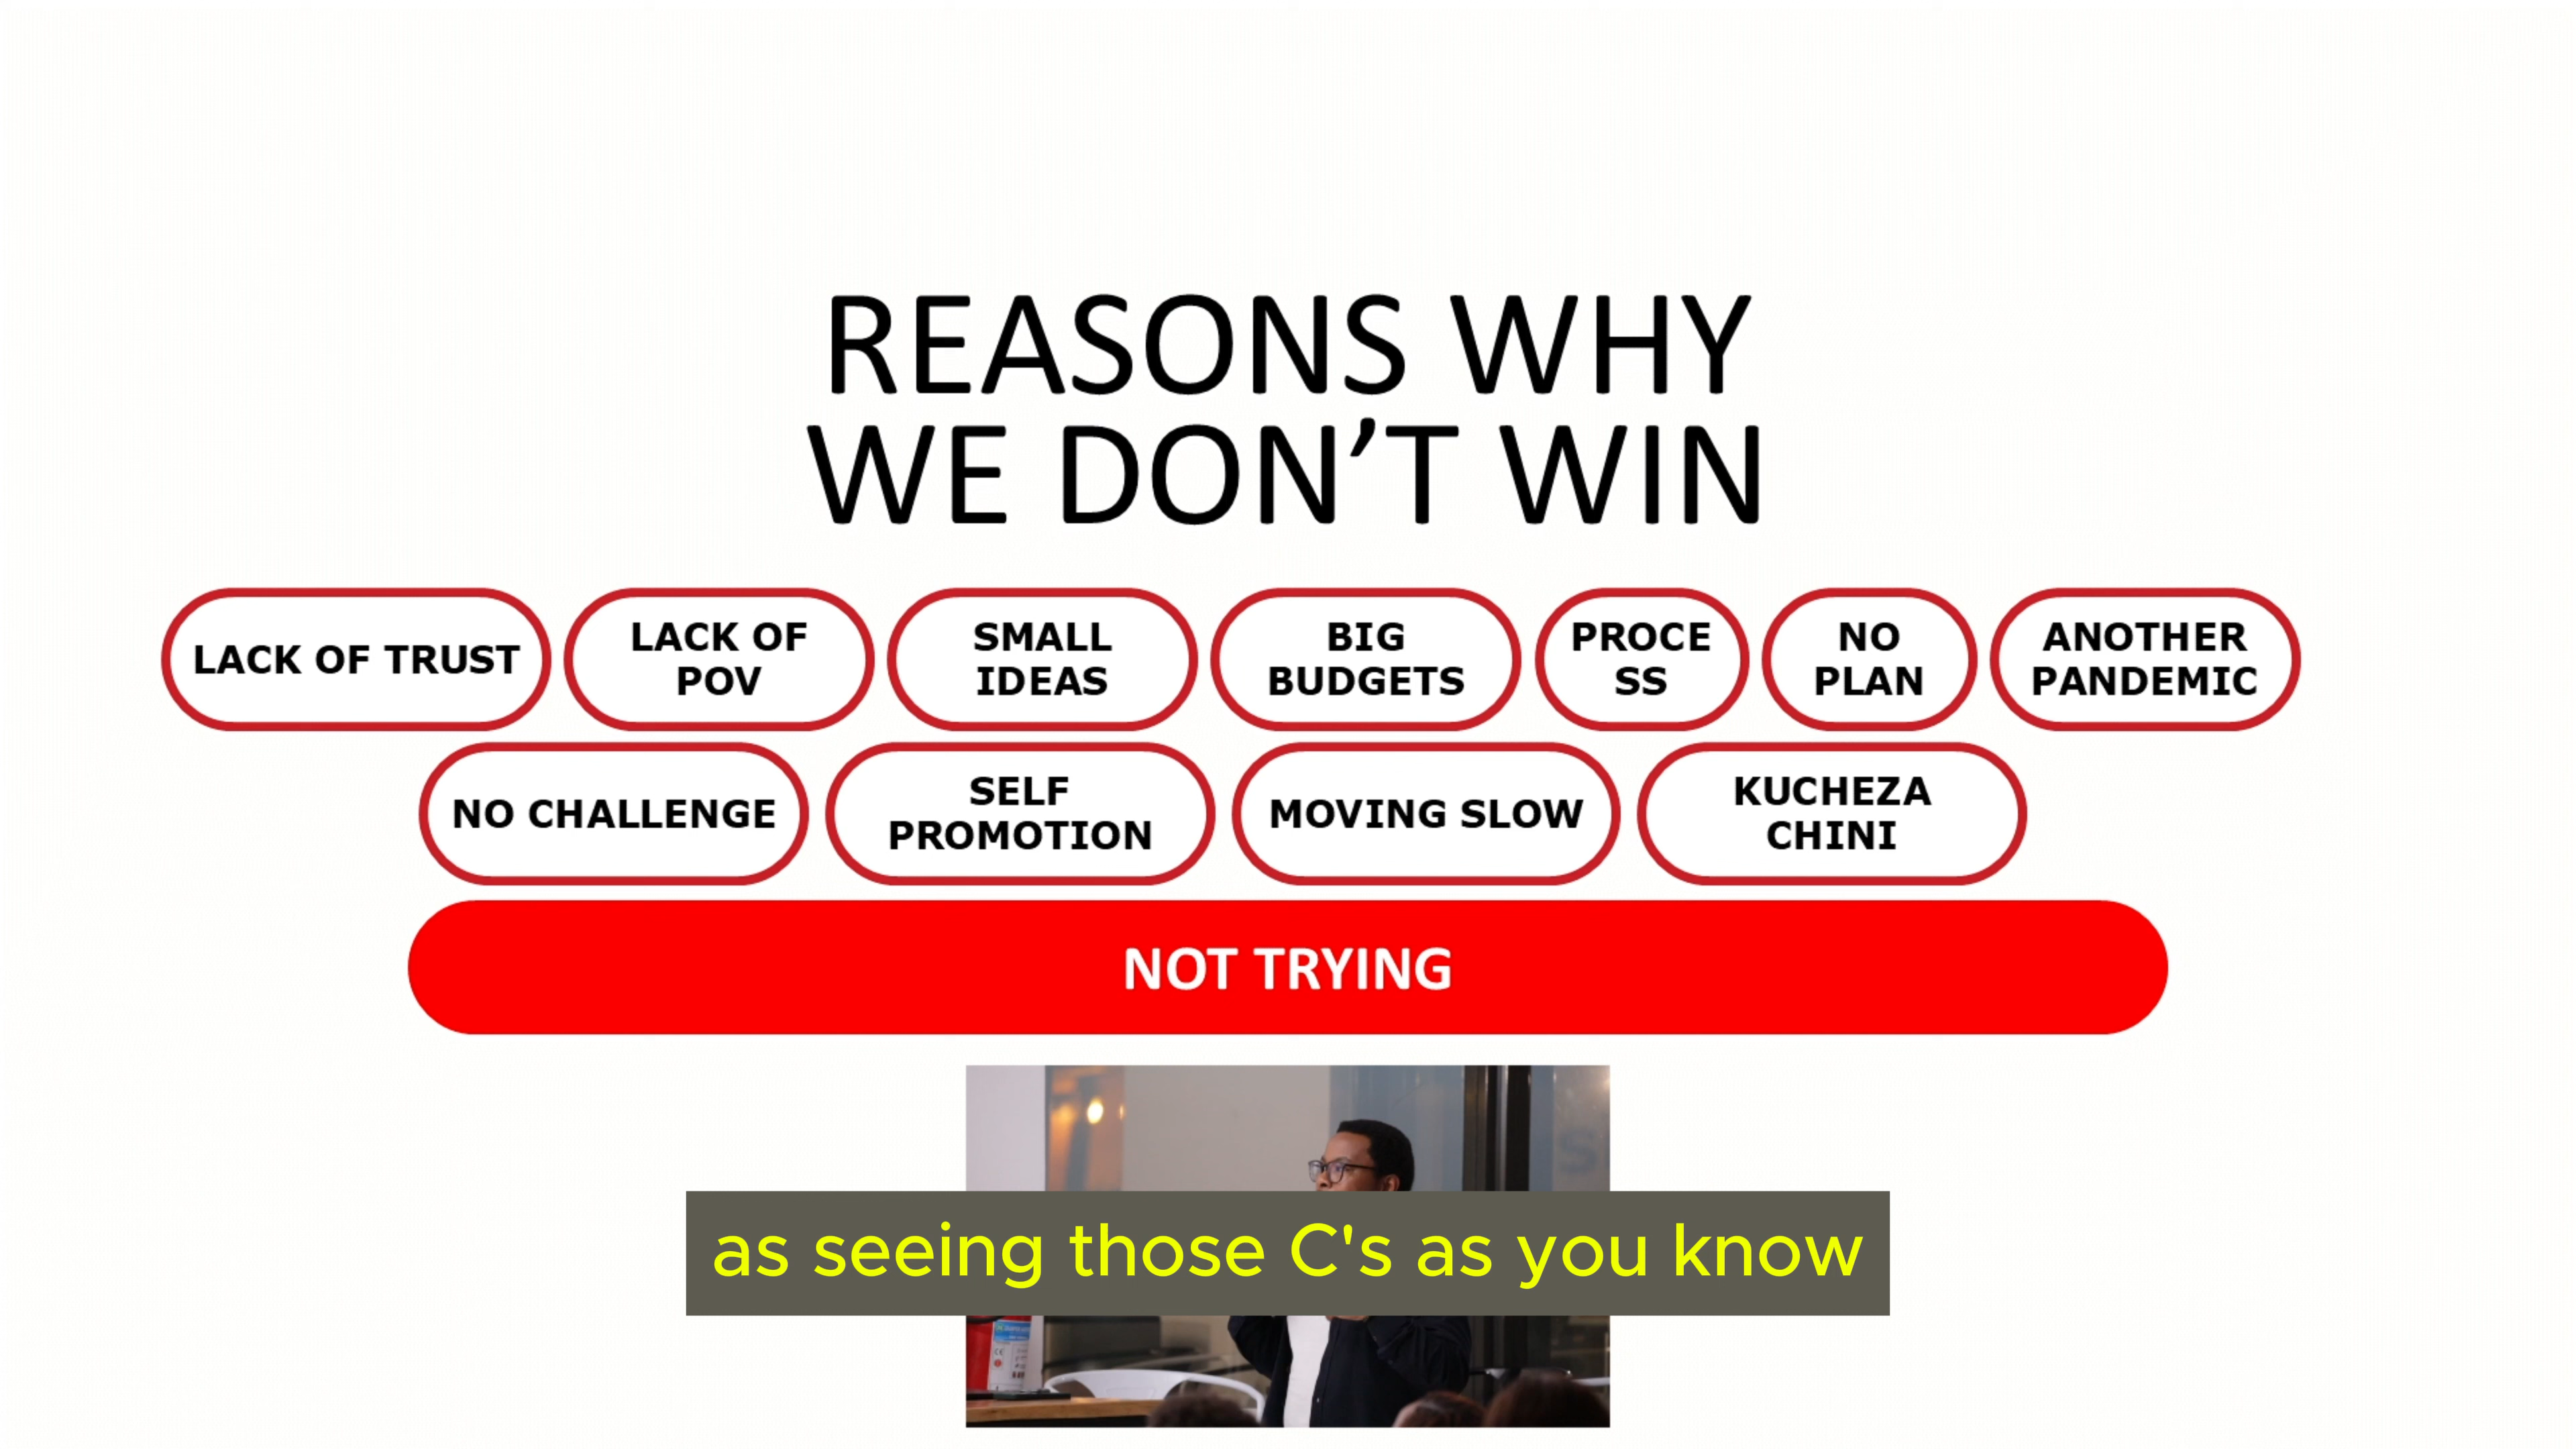 REASONS WHY
WE DON'T WIN
LACK OF TRUST
LACK OF
POV
SMALL
IDEAS
BIG
BUDGETS
PROCE
SS
NO
PLAN
ANOTHER
PANDEMIC
NO CHALLENGE
SELF
PROMOTION
MOVING SLOW
KUCHEZA
CHINI
NOT TRYING
as seeing those C's as you know